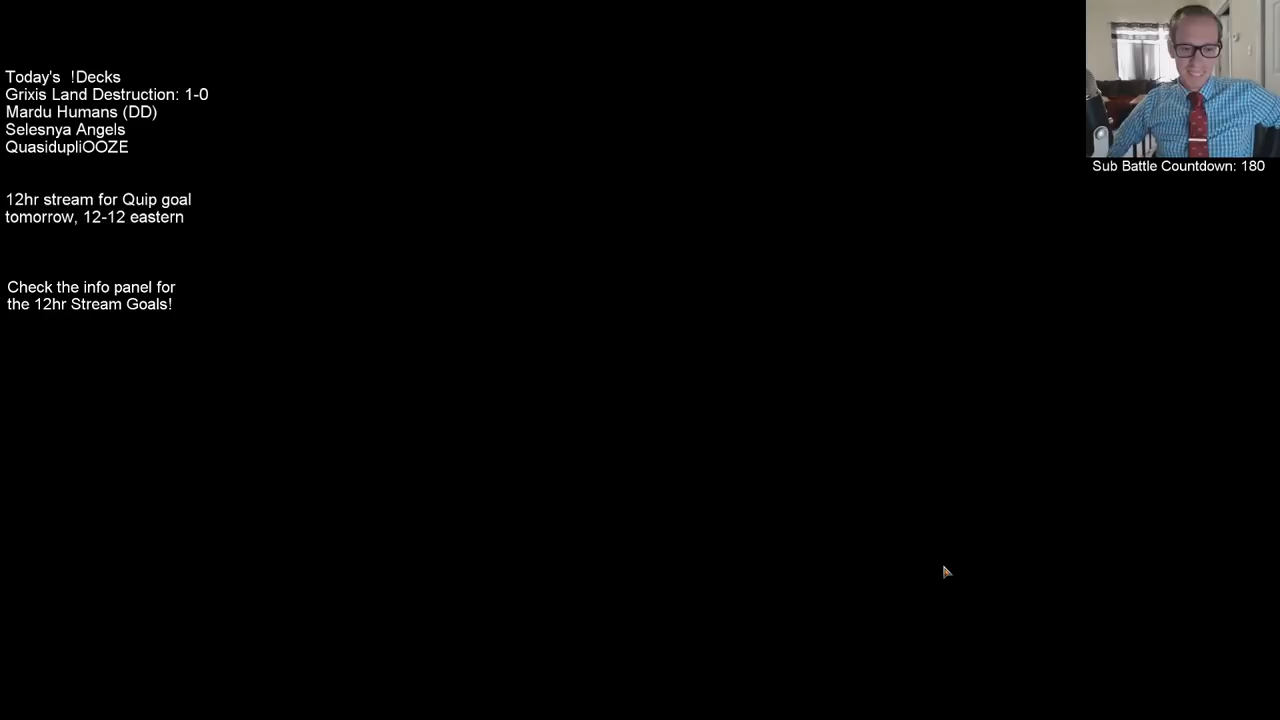 Today's  !Decks
Grixis Land Destruction: 1-0
Mardu Humans (DD)
Selesnya Angels
QuasidupliOOZE
12hr stream for Quip goal
tomorrow, 12-12 eastern
Check the info panel for
the 12hr Stream Goals!
Sub Battle Countdown: 180